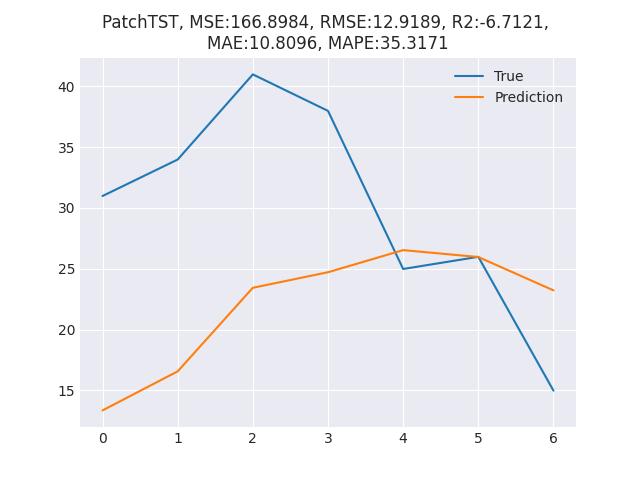 PatchTST, MSE:166.8984, RMSE:12.9189, R2:-6.7121,
MAE:10.8096, MAPE:35.3171
True
Prediction
40
35
30
25
20
15
0 1 2 3 4 5 6